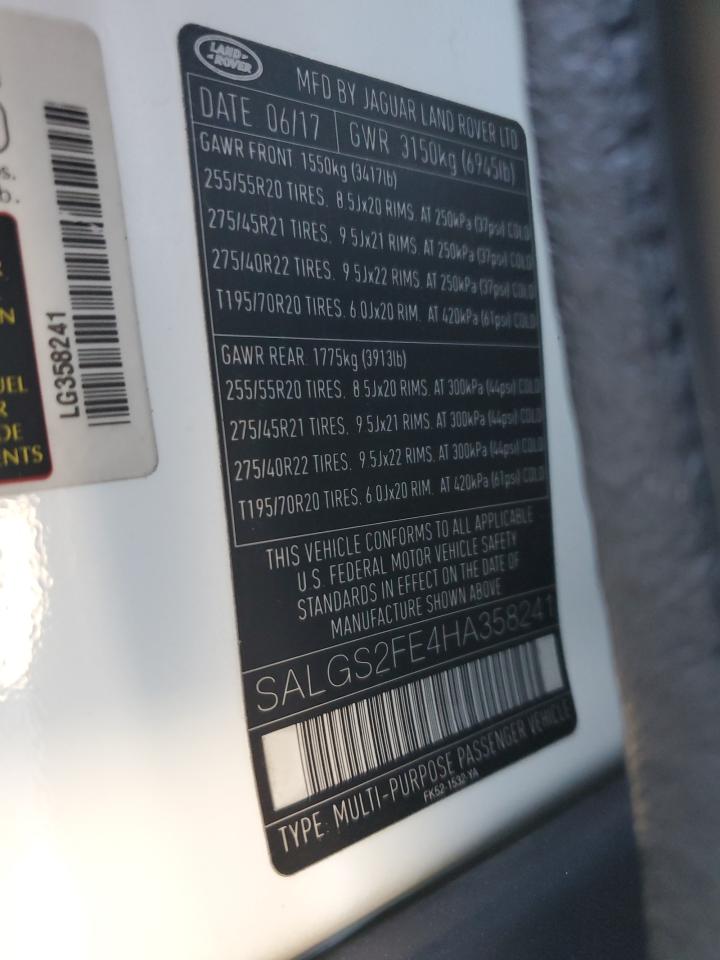 LAND
ROVER
MFD BY JAGUAR LAND ROVER LTD
DATE 06/17 GWR 3150kg (6945lb)
GAWR FRONT 1550kg (3417lb)
255/55R20 TIRES. 8.5Jx20 RIMS. AT 250kPa (37psi) COLD
275/45R21 TIRES. 9.5Jx21 RIMS. AT 250kPa (37psi) COLD
275/40R22 TIRES. 9.5Jx22 RIMS. AT 250kPa (37psi) COLD
T195/70R20 TIRES. 6.0Jx20 RIM. AT 420kPa (61psi) COLD
GAWR REAR 1775kg (3913lb)
255/55R20 TIRES. 8.5Jx20 RIMS. AT 300kPa (44psi) COLD
275/45R21 TIRES. 9.5Jx21 RIMS. AT 300kPa (44psi) COLD
275/40R22 TIRES. 9.5Jx22 RIMS. AT 300kPa (44psi) COLD
T195/70R20 TIRES. 6.0Jx20 RIM. AT 420kPa (61psi) COLD
THIS VEHICLE CONFORMS TO ALL APPLICABLE
U.S. FEDERAL MOTOR VEHICLE SAFETY
STANDARDS IN EFFECT ON THE DATE OF
MANUFACTURE SHOWN ABOVE
SALGS2FE4HA358241
TYPE: MULTI-PURPOSE PASSENGER VEHICLE
FK52-1532-YA
LG358241